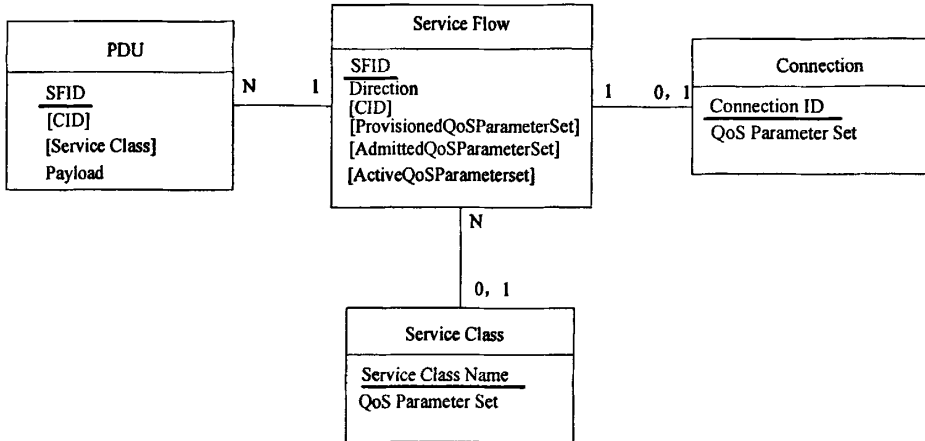 PDU
SFID
[CID]
[Service Class]
Payload
N
1
Service Flow
SFID
Direction
[CID]
[ProvisionedQoSParameterSet]
[AdmittedQoSParameterSet]
[ActiveQoSParameterset]
1
0, 1
Connection
Connection ID
QoS Parameter Set
N
0, 1
Service Class
Service Class Name
QoS Parameter Set